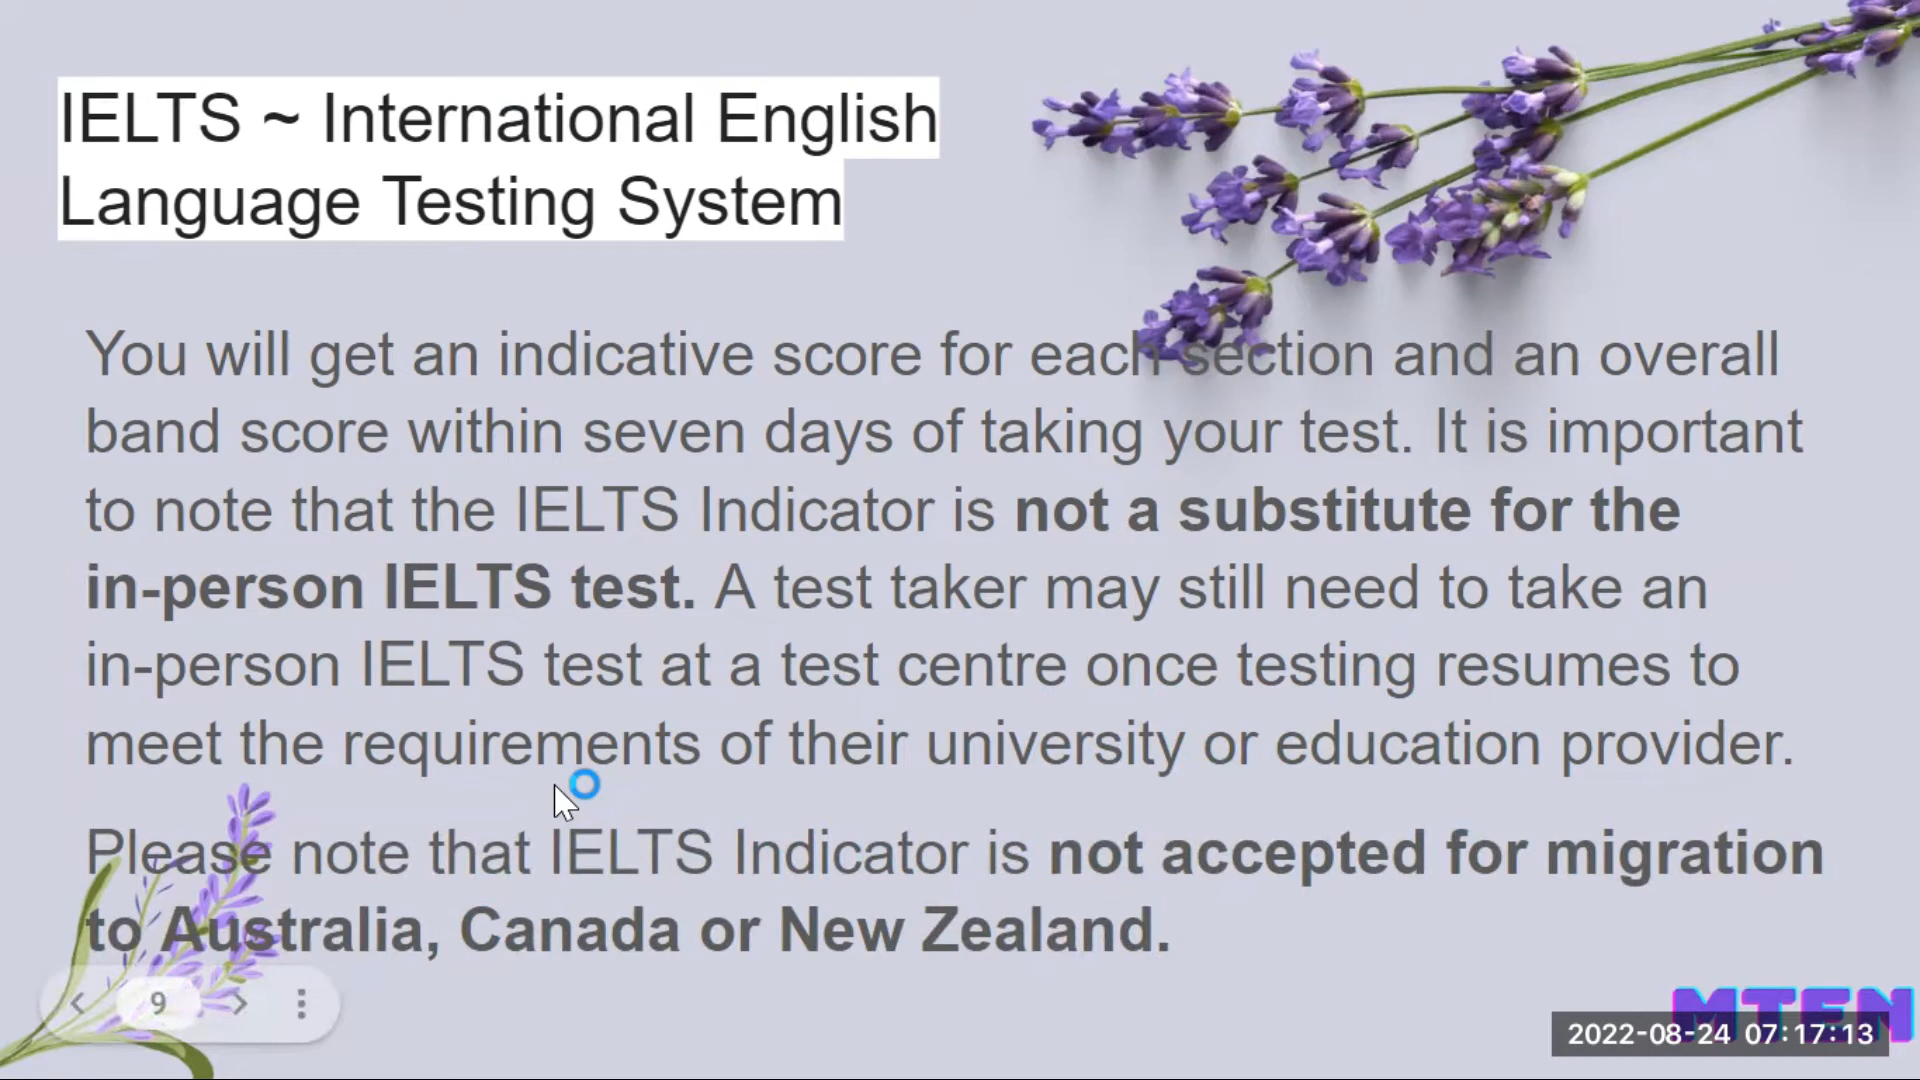 IELTS ~ International English
Language Testing System
You will get an indicative score for each section and an overall
band score within seven days of taking your test. It is important
to note that the IELTS Indicator is not a substitute for the
in-person IELTS test. A test taker may still need to take an
in-person IELTS test at a test centre once testing resumes to
meet the requirements of their university or education provider.
Please note that IELTS Indicator is not accepted for migration
to Australia, Canada or New Zealand.
9
MTEN
2022-08-24 07:17:13